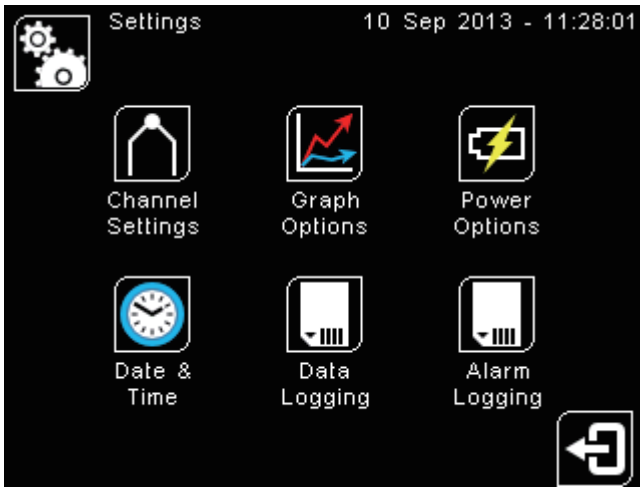 Settings
10 Sep 2013 - 11:28:01
Channel
Settings
Graph
Options
Power
Options
Date &
Time
Data
Logging
Alarm
Logging